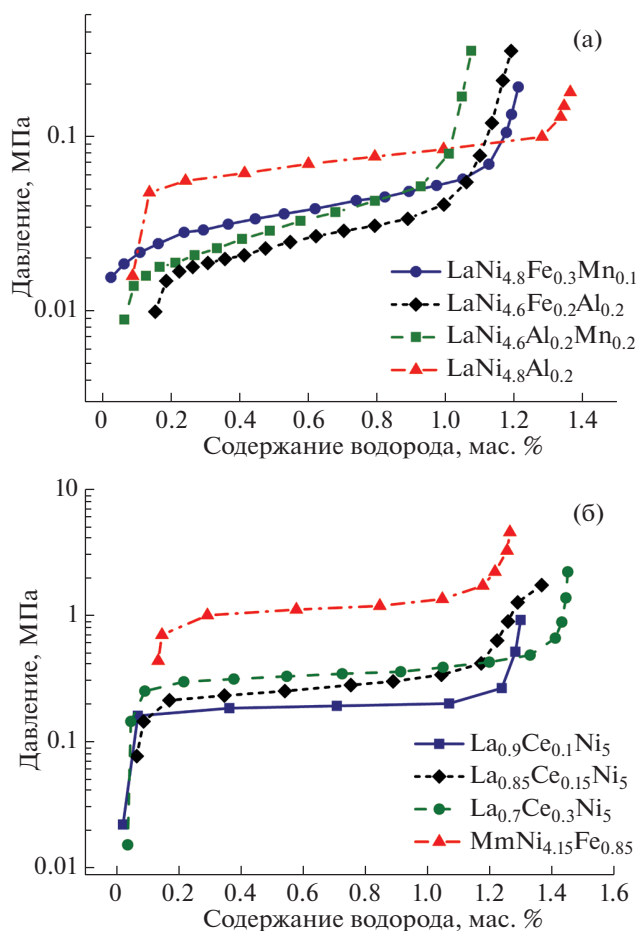 (а)
Давление, МПа
0.1
0.01
LaNi4.8Fe0.3Mn0.1
LaNi4.6Fe0.2Al0.2
LaNi4.6Al0.2Mn0.2
LaNi4.8Al0.2
0 0.2 0.4 0.6 0.8 1.0 1.2 1.4
Содержание водорода, мас. %
(б)
Давление, МПа
10
1
0.1
0.01
La0.9Ce0.1Ni5
La0.85Ce0.15Ni5
La0.7Ce0.3Ni5
MmNi4.15Fe0.85
0 0.2 0.4 0.6 0.8 1.0 1.2 1.4 1.6
Содержание водорода, мас. %